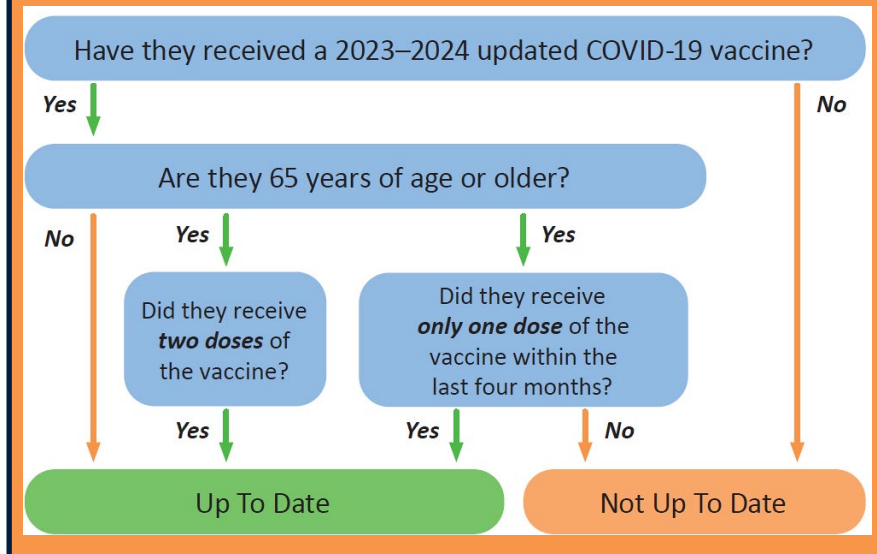 Have they received a 2023–2024 updated COVID-19 vaccine?
Yes
No
Are they 65 years of age or older?
No
Yes
Yes
Did they receive
two doses of
the vaccine?
Did they receive
only one dose of the
vaccine within the
last four months?
Yes
Yes
No
Up To Date
Not Up To Date